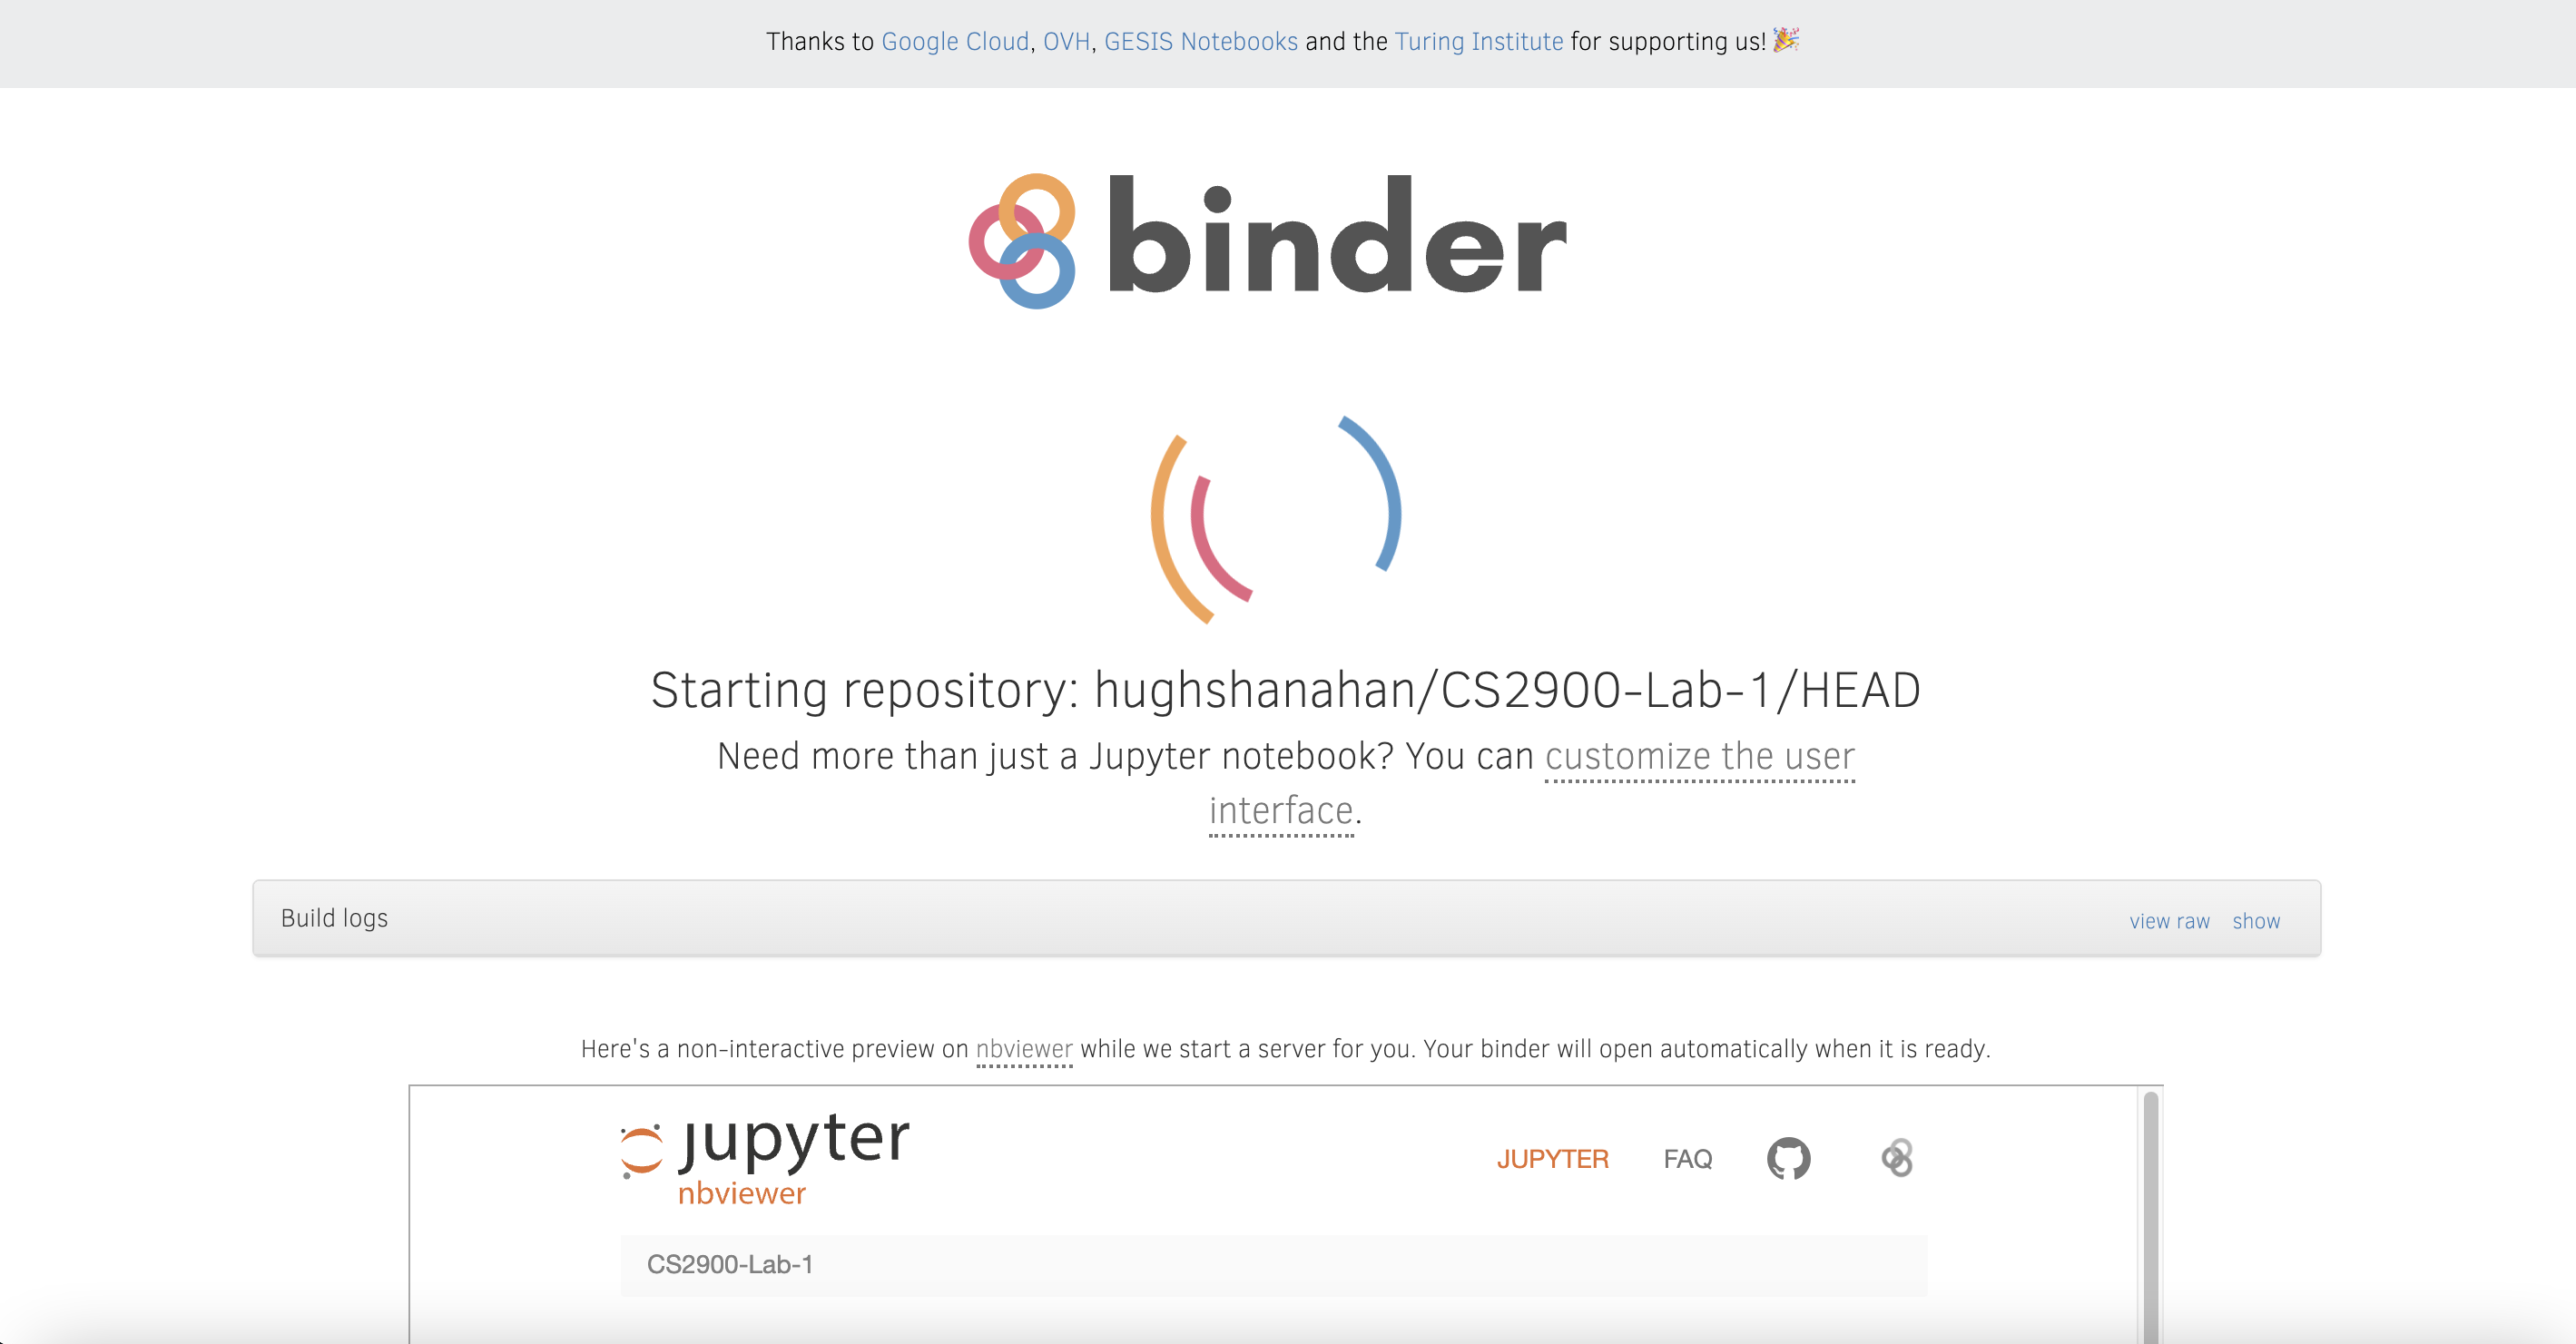 Thanks to Google Cloud, OVH, GESIS Notebooks and the Turing Institute for supporting us! 🎉
binder
Starting repository: hughshanahan/CS2900-Lab-1/HEAD
Need more than just a Jupyter notebook? You can customize the user
interface.
Build logs
view raw show
Here's a non-interactive preview on nbviewer while we start a server for you. Your binder will open automatically when it is ready.
jupyter
nbviewer
JUPYTER FAQ
CS2900-Lab-1